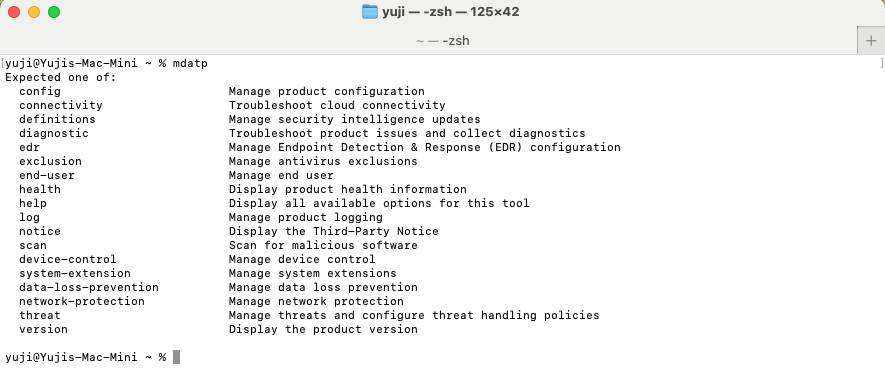 yuji — -zsh — 125×42
~ — -zsh
+
[yuji@Yujis-Mac-Mini ~ % mdatp ]
Expected one of:
config Manage product configuration
connectivity Troubleshoot cloud connectivity
definitions Manage security intelligence updates
diagnostic Troubleshoot product issues and collect diagnostics
edr Manage Endpoint Detection & Response (EDR) configuration
exclusion Manage antivirus exclusions
end-user Manage end user
health Display product health information
help Display all available options for this tool
log Manage product logging
notice Display the Third-Party Notice
scan Scan for malicious software
device-control Manage device control
system-extension Manage system extensions
data-loss-prevention Manage data loss prevention
network-protection Manage network protection
threat Manage threats and configure threat handling policies
version Display the product version
yuji@Yujis-Mac-Mini ~ %